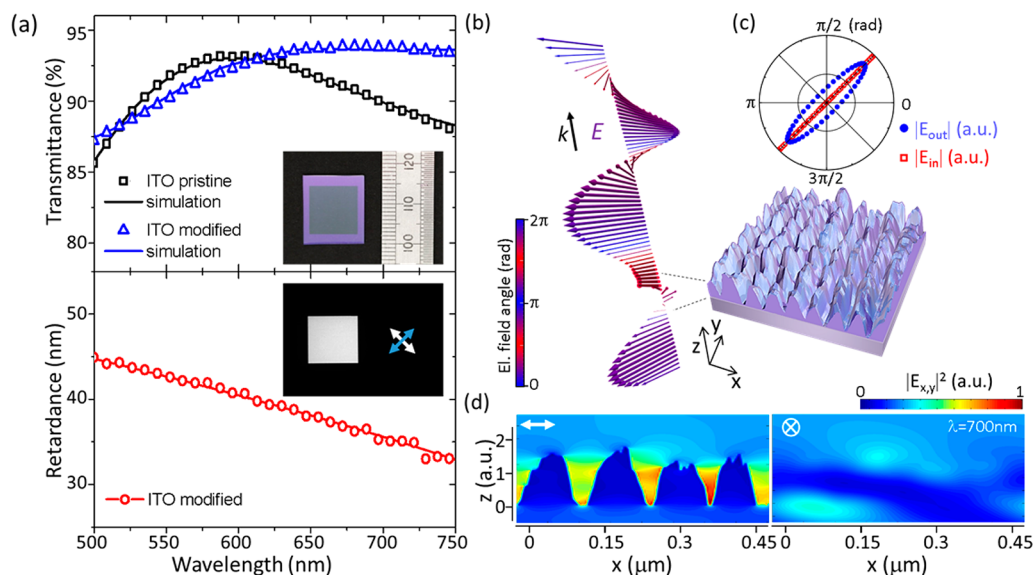 (a)
95
90
85
80
Transmittance (%)
ITO pristine
simulation
ITO modified
simulation
120
110
100
50
40
30
Retardance (nm)
ITO modified
500
550
600
650
700
750
Wavelength (nm)
(b)
k
E
El. field angle (rad)
2π
-π
0
z
y
x
(c)
π/2 (rad)
π
0
3π/2
|Eout| (a.u.)
|Ein| (a.u.)
(d)
|Ex,y|² (a.u.)
0
1
λ=700nm
z (a.u.)
2
1
0
0
0.15
0.3
0.45
x (μm)
0
0.15
0.3
0.45
x (μm)